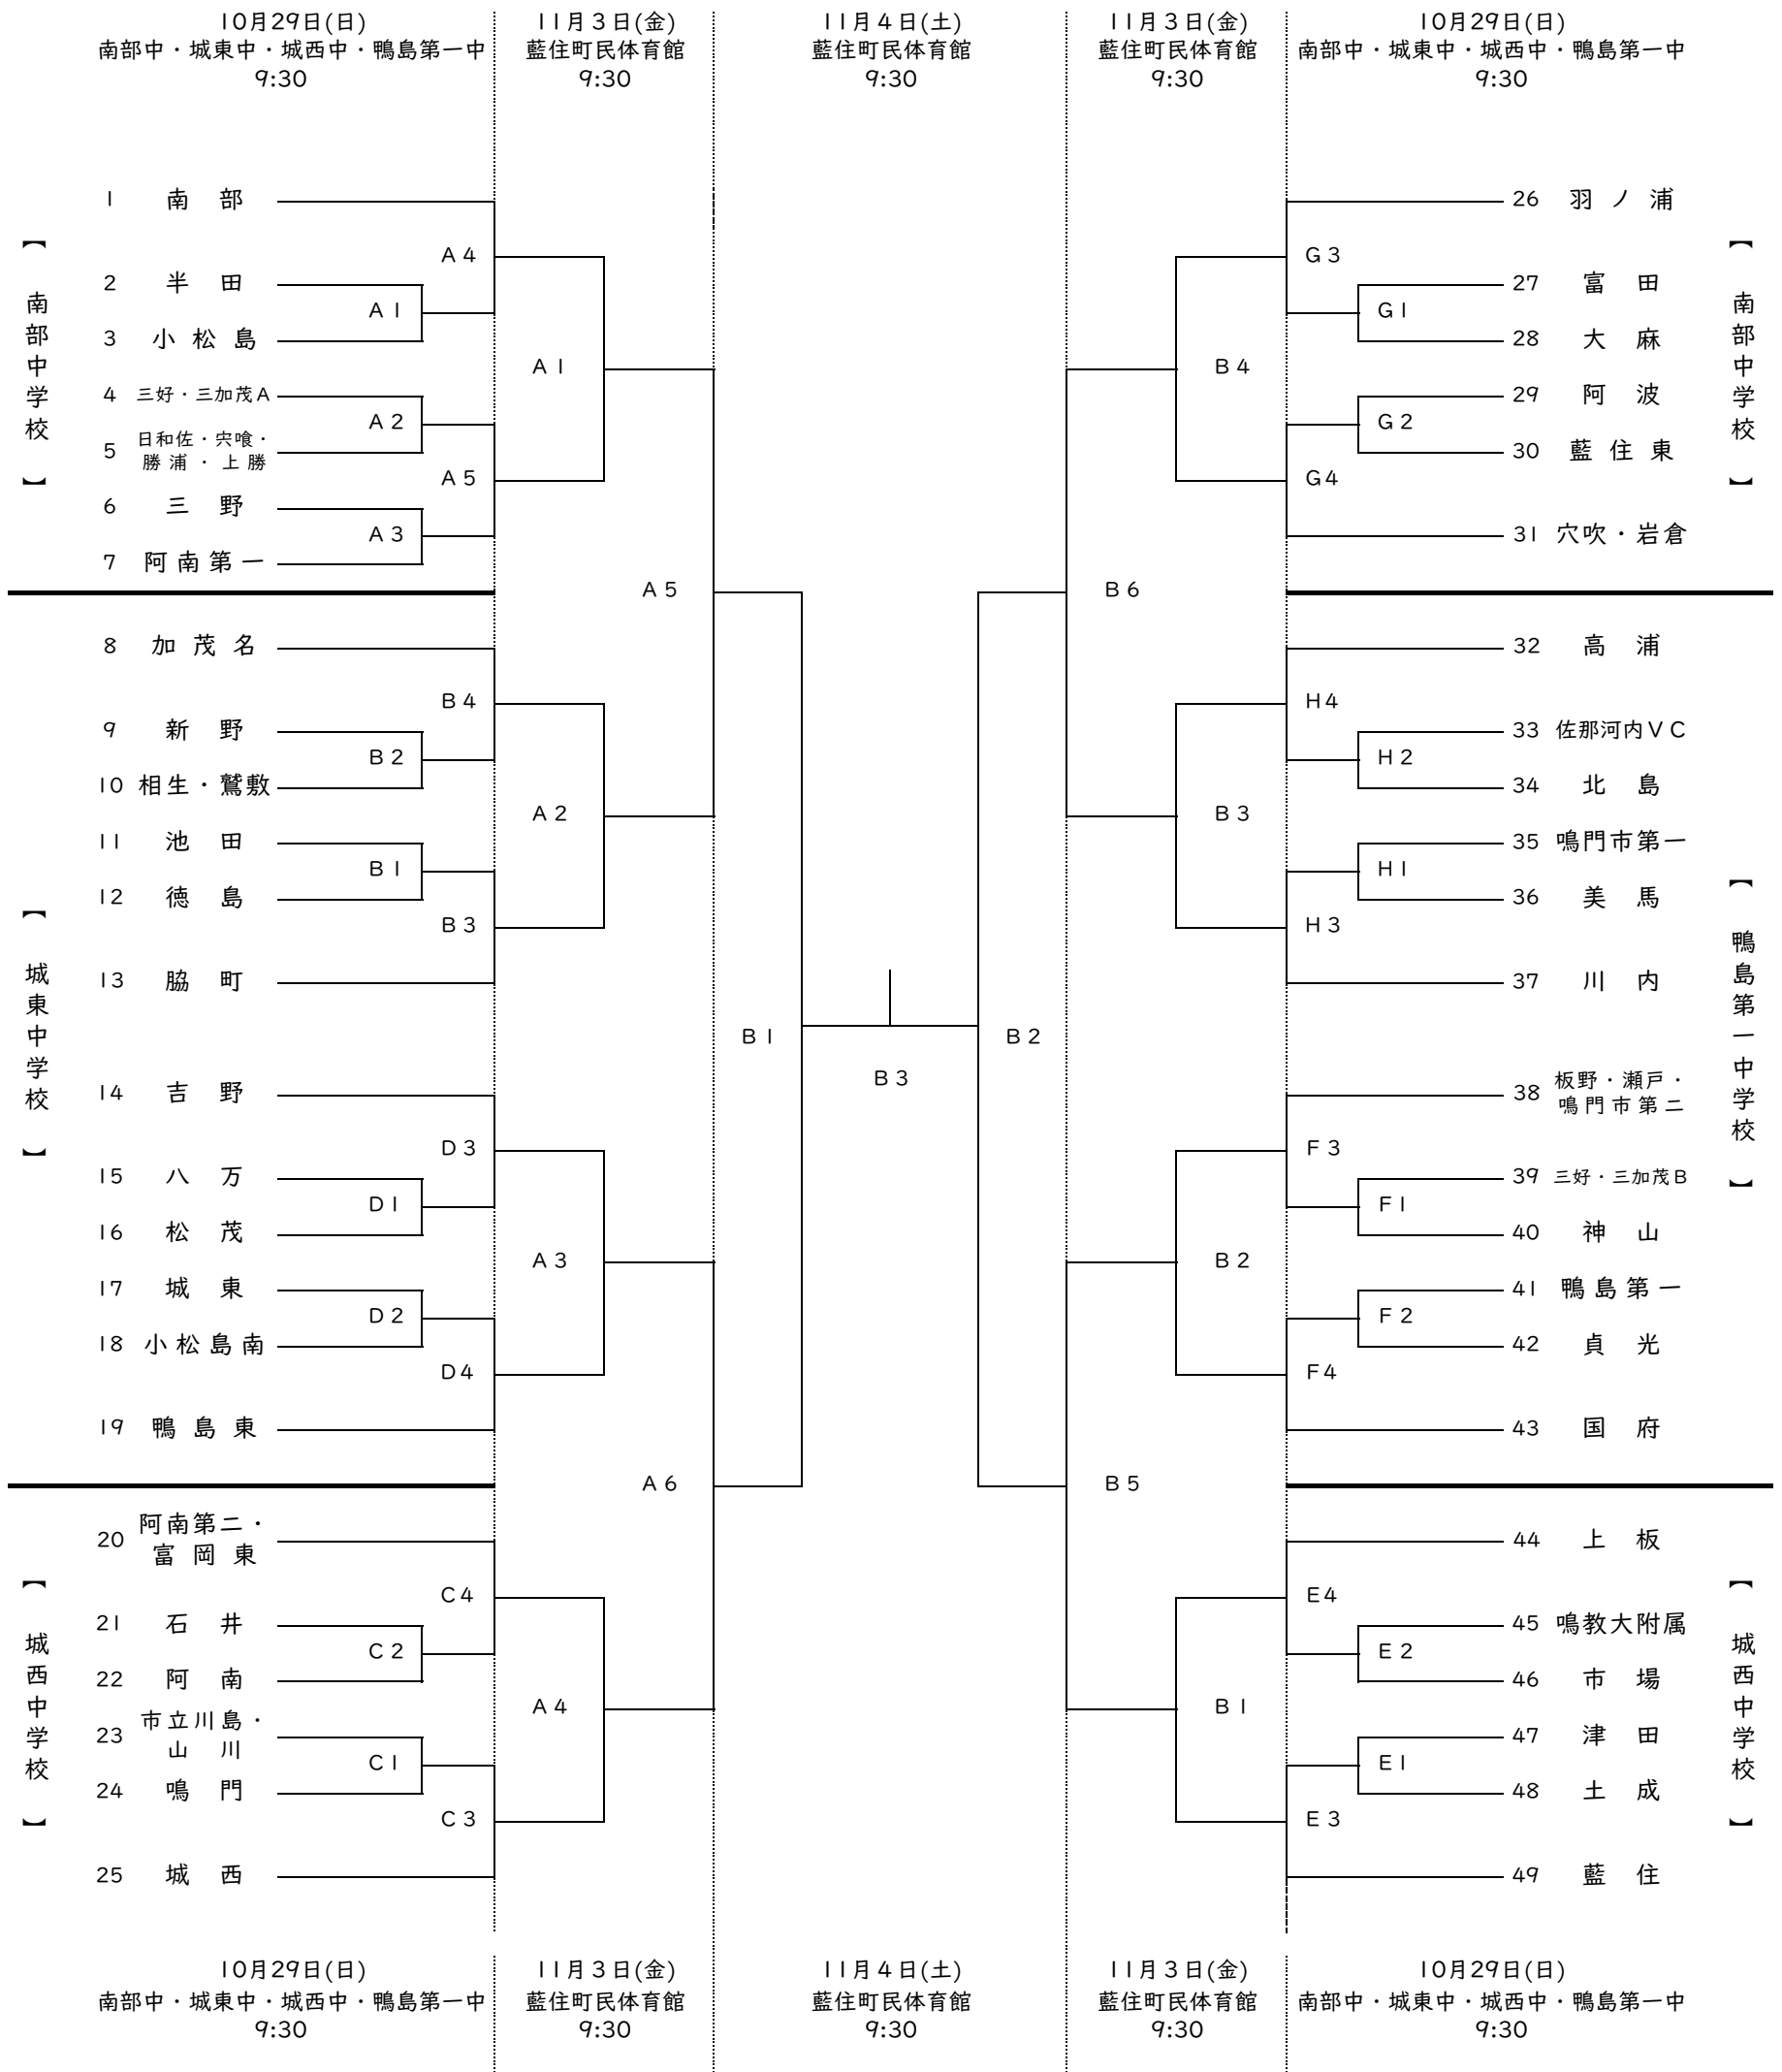 10月29日(日)
南部中・城東中・城西中・鴨島第一中
9:30
11月3日(金)
藍住町民体育館
9:30
11月4日(土)
藍住町民体育館
9:30
11月3日(金)
藍住町民体育館
9:30
10月29日(日)
南部中・城東中・城西中・鴨島第一中
9:30
【南部中学校】
1 南部
2 半田
3 小松島
4 三好・三加茂A
5 日和佐・宍喰・
勝浦・上勝
6 三野
7 阿南第一
A4
A1
A2
A5
A3
A1
【城東中学校】
8 加茂名
9 新野
10 相生・鷲敷
11 池田
12 徳島
13 脇町
14 吉野
15 八万
16 松茂
17 城東
18 小松島南
19 鴨島東
B4
B2
B1
B3
D3
D1
D2
D4
A5
A2
A3
A6
【城西中学校】
20 阿南第二・
富岡東
21 石井
22 阿南
23 市立川島・
山川
24 鳴門
25 城西
C4
C2
C1
C3
A4
B1
B3
B2
26 羽ノ浦
27 富田
28 大麻
29 阿波
30 藍住東
31 穴吹・岩倉
【南部中学校】
G3
G1
G2
G4
B4
B6
32 高浦
33 佐那河内VC
34 北島
35 鳴門市第一
36 美馬
37 川内
38 板野・瀬戸・
鳴門市第二
39 三好・三加茂B
40 神山
41 鴨島第一
42 貞光
43 国府
【鴨島第一中学校】
H4
H2
H1
H3
B3
F3
F1
F2
F4
B2
B5
44 上板
45 鳴教大附属
46 市場
47 津田
48 土成
49 藍住
【城西中学校】
E4
E2
E1
E3
B1
10月29日(日)
南部中・城東中・城西中・鴨島第一中
9:30
11月3日(金)
藍住町民体育館
9:30
11月4日(土)
藍住町民体育館
9:30
11月3日(金)
藍住町民体育館
9:30
10月29日(日)
南部中・城東中・城西中・鴨島第一中
9:30